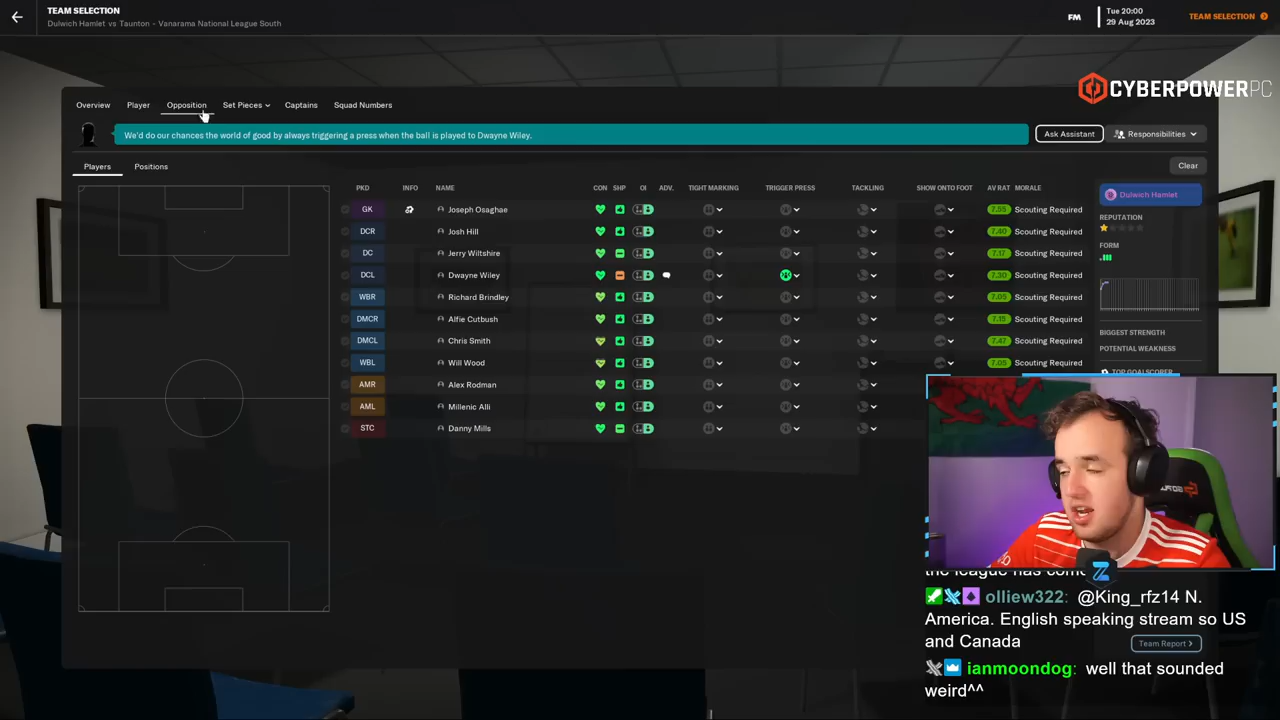 TEAM SELECTION
Dulwich Hamlet vs Taunton - Vanarama National League South
FM
Tue 20:00
29 Aug 2023
TEAM SELECTION
CYBERPOWERPC
Overview Player Opposition Set Pieces Captains Squad Numbers
We'd do our chances the world of good by always triggering a press when the ball is played to Dwayne Wiley.
Ask Assistant Responsibilities
Players Positions Clear
PKD INFO NAME CON SHP OI ADV. TIGHT MARKING TRIGGER PRESS TACKLING SHOW ONTO FOOT AV RAT MORALE
GK Joseph Osaghae 7.55 Scouting Required
DCR Josh Hill 7.40 Scouting Required
DC Jerry Wiltshire 7.17 Scouting Required
DCL Dwayne Wiley 7.30 Scouting Required
WBR Richard Brindley 7.05 Scouting Required
DMCR Alfie Cutbush 7.15 Scouting Required
DMCL Chris Smith 7.47 Scouting Required
WBL Will Wood 7.05 Scouting Required
AMR Alex Rodman
AML Millenic Alli
STC Danny Mills
Dulwich Hamlet
REPUTATION
FORM
BIGGEST STRENGTH
POTENTIAL WEAKNESS
TOP GOALSCORER
the league has com
olliew322: @King_rfz14 N.
America. English speaking stream so US
and Canada
Team Report
ianmoondog: well that sounded
weird^^